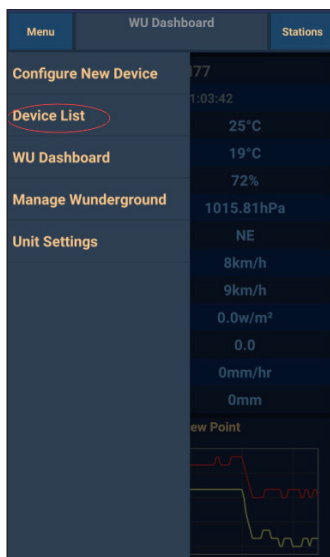 Menu
WU Dashboard
Stations
Configure New Device
Device List
WU Dashboard
Manage Wunderground
Unit Settings
I77
1:03:42
25°C
19°C
72%
1015.81hPa
NE
8km/h
9km/h
0.0w/m²
0.0
0mm/hr
0mm
ew Point